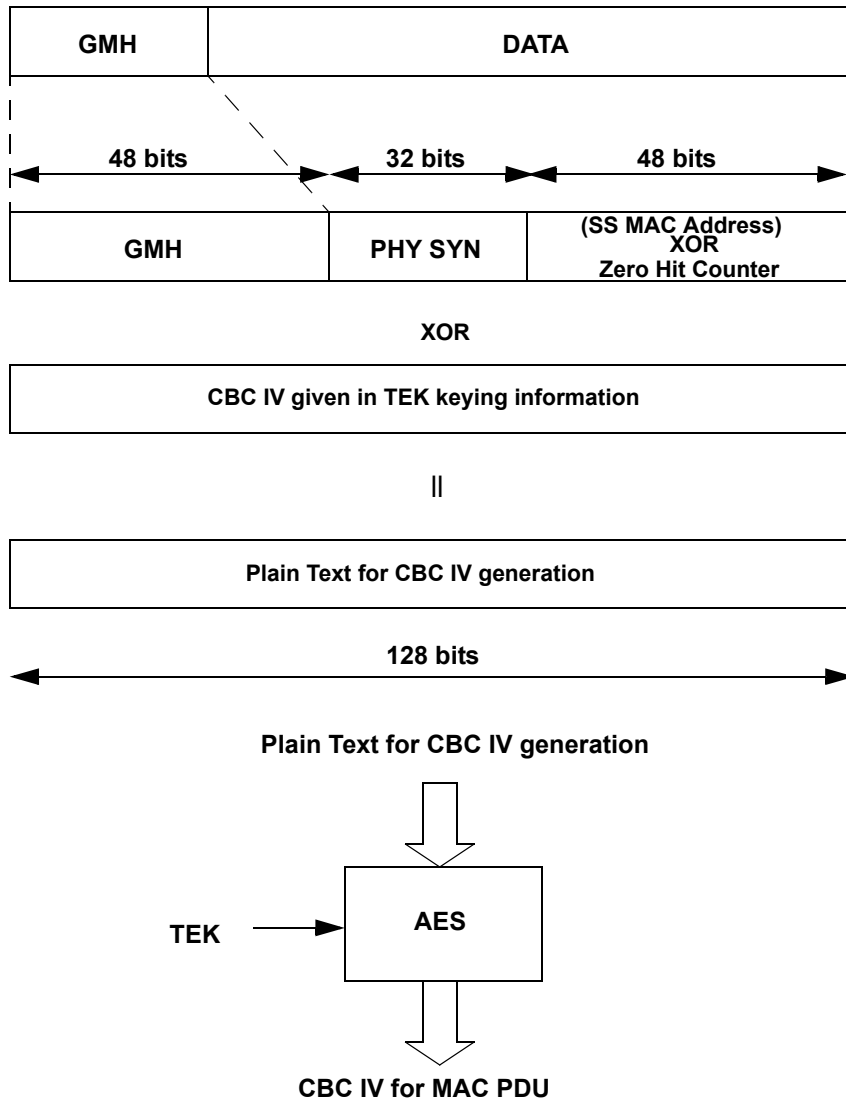 GMH DATA
48 bits 32 bits 48 bits
GMH PHY SYN (SS MAC Address)
XOR
Zero Hit Counter
XOR
CBC IV given in TEK keying information
||
Plain Text for CBC IV generation
128 bits
Plain Text for CBC IV generation
TEK AES
CBC IV for MAC PDU